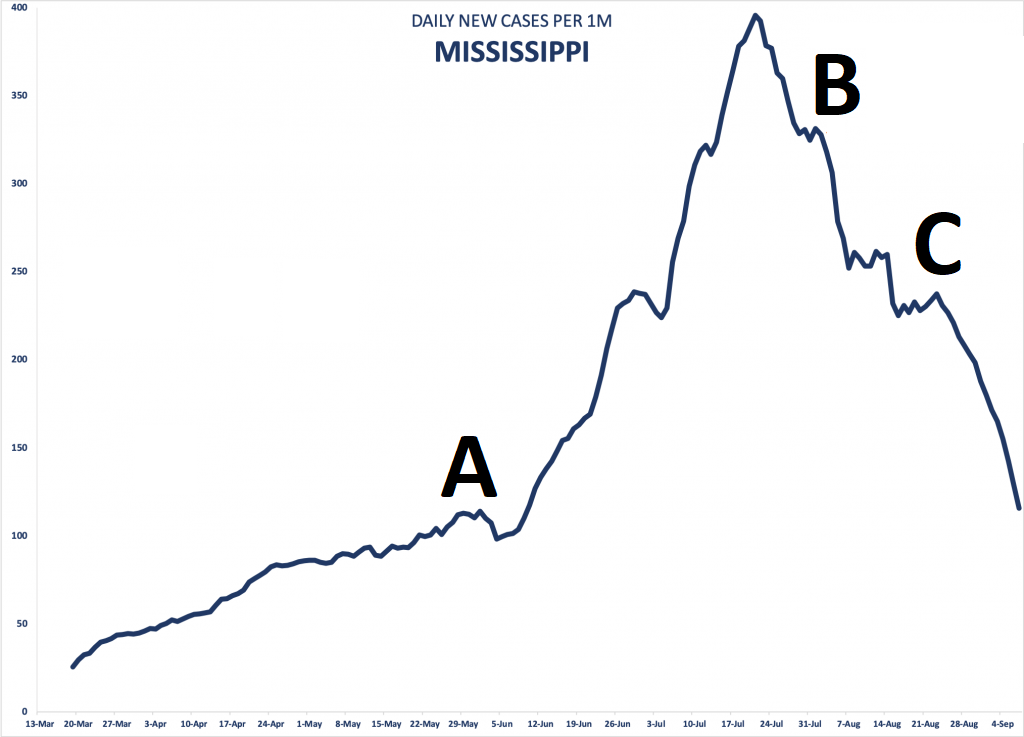 DAILY NEW CASES PER 1M
MISSISSIPPI
400
350
300
250
200
150
100
50
0
A
B
C
13-Mar 20-Mar 27-Mar 3-Apr 10-Apr 17-Apr 24-Apr 1-May 8-May 15-May 22-May 29-May 5-Jun 12-Jun 19-Jun 26-Jun 3-Jul 10-Jul 17-Jul 24-Jul 31-Jul 7-Aug 14-Aug 21-Aug 28-Aug 4-Sep